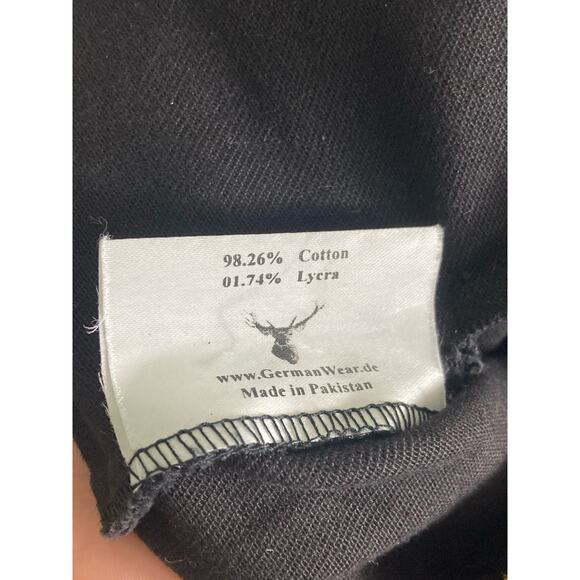 98.26% Cotton
01.74% Lycra
www.GermanWear.de
Made in Pakistan